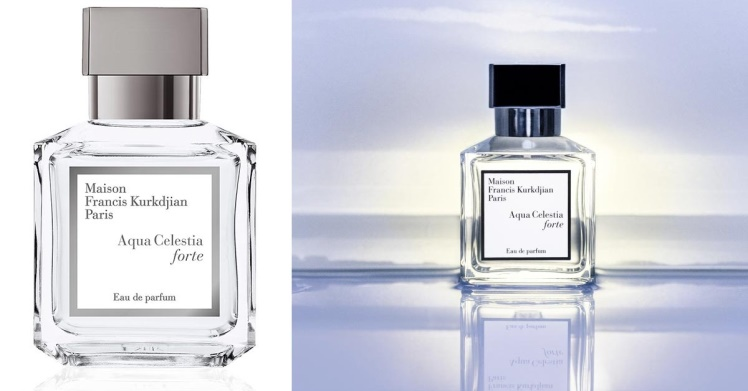 Maison
Francis Kurkdjian
Paris
Aqua Celestia
forte
Eau de parfum
Maison
Francis Kurkdjian
Paris
Aqua Celestia
forte
Eau de parfum